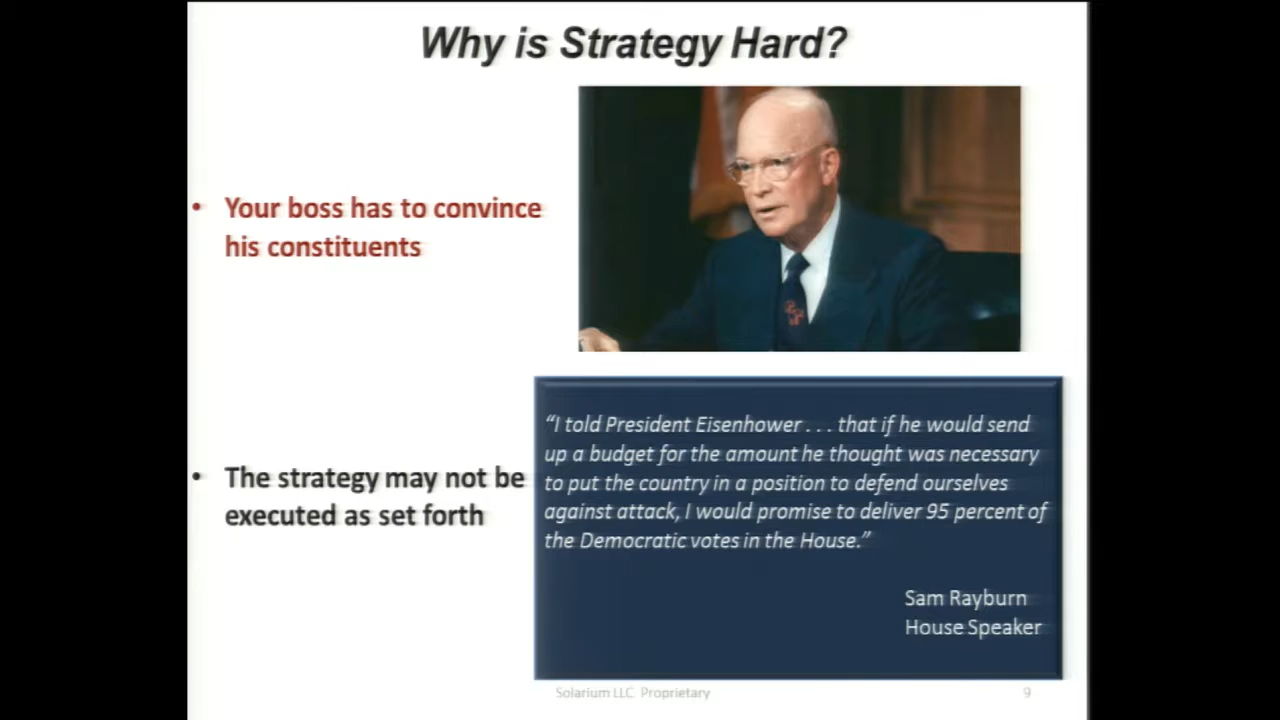 Why is Strategy Hard?
• Your boss has to convince
his constituents
• The strategy may not be
executed as set forth
“I told President Eisenhower . . . that if he would send
up a budget for the amount he thought was necessary
to put the country in a position to defend ourselves
against attack, I would promise to deliver 95 percent of
the Democratic votes in the House.”
Sam Rayburn
House Speaker
Solarium LLC Proprietary
9